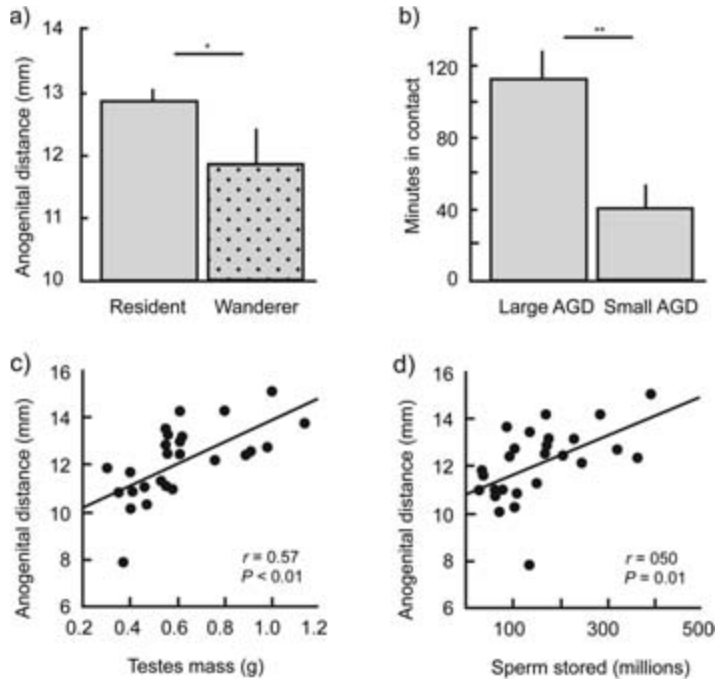 a)
*
Anogenital distance (mm)
13
12
11
10
Resident Wanderer
b)
**
Minutes in contact
120
80
40
0
Large AGD Small AGD
c)
Anogenital distance (mm)
16
14
12
10
8
6
r = 0.57
P < 0.01
0.2 0.4 0.6 0.8 1.0 1.2
Testes mass (g)
d)
Anogenital distance (mm)
16
14
12
10
8
6
r = 050
P = 0.01
100 300 500
Sperm stored (millions)